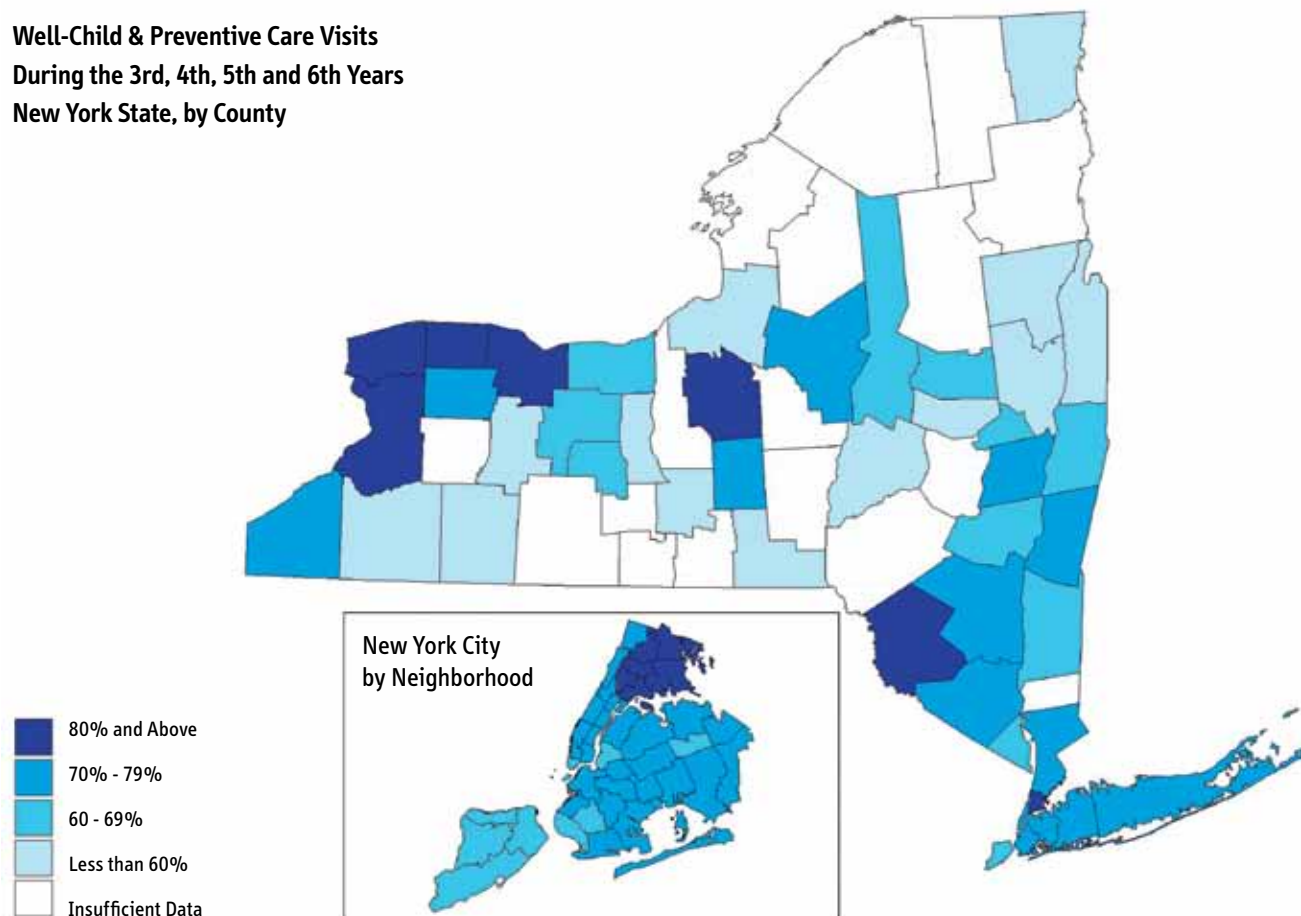 Well-Child & Preventive Care Visits
During the 3rd, 4th, 5th and 6th Years
New York State, by County
New York City
by Neighborhood
80% and Above
70% - 79%
60 - 69%
Less than 60%
Insufficient Data